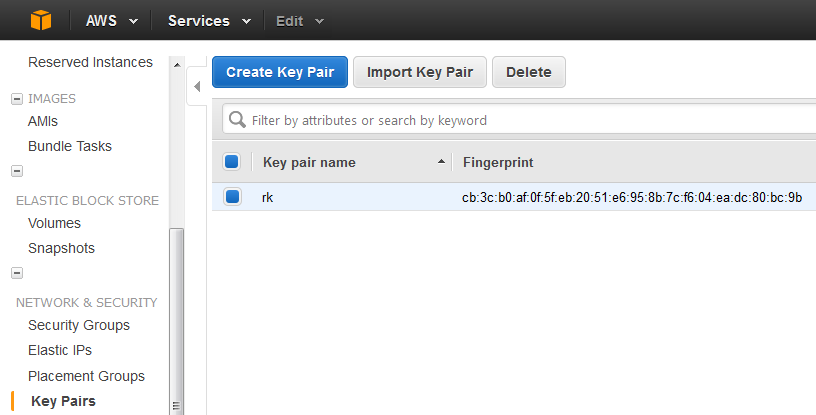 AWS Services Edit
Reserved Instances
IMAGES
AMIs
Bundle Tasks
ELASTIC BLOCK STORE
Volumes
Snapshots
NETWORK & SECURITY
Security Groups
Elastic IPs
Placement Groups
Key Pairs
Create Key Pair Import Key Pair Delete
Filter by attributes or search by keyword
Key pair name Fingerprint
rk cb:3c:b0:af:0f:5f:eb:20:51:e6:95:8b:7c:f6:04:ea:dc:80:bc:9b